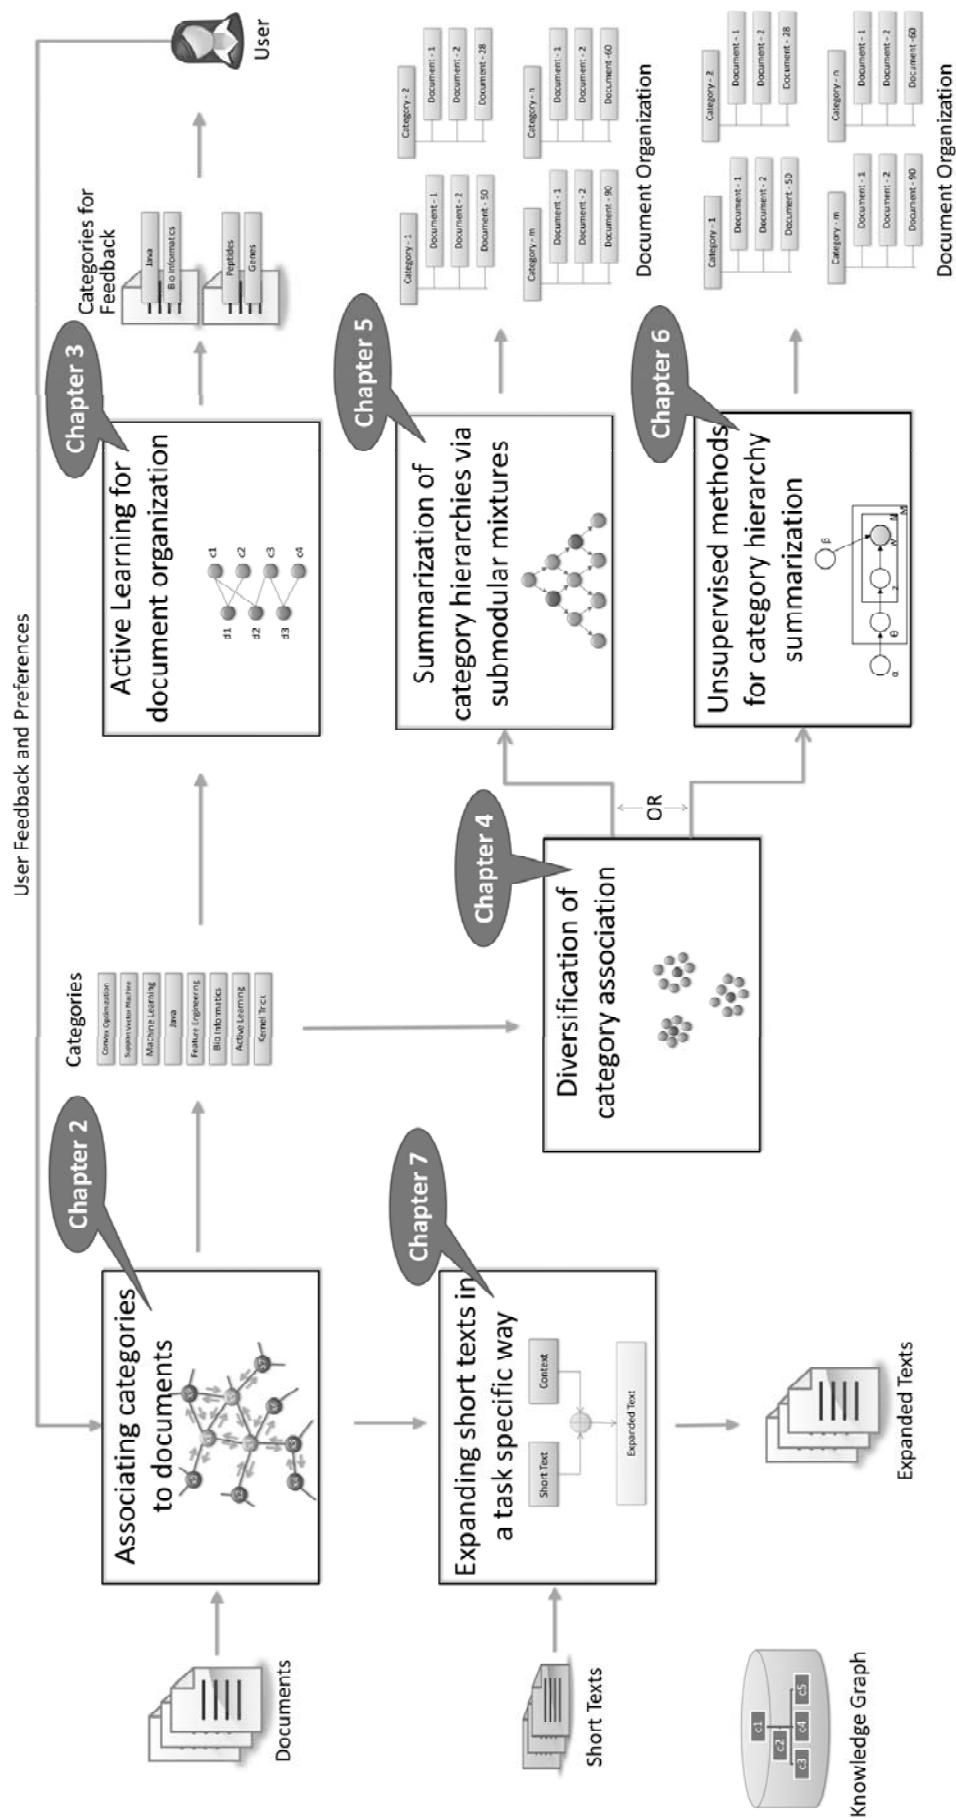 User Feedback and Preferences
Documents
Associating categories
to documents
Chapter 2
Categories
Convex Optimization
Support Vector Machine
Machine Learning
Java
Feature Engineering
Bio Informatics
Active Learning
Kernel Trick
Active Learning for
document organization
Chapter 3
d1
d2
d3
c1
c2
c3
c4
Categories for
Feedback
Java
Bio Informatics
Peptides
Genes
User
Short Texts
Expanding short texts in
a task specific way
Chapter 7
Short Text
Context
Expanded Text
Expanded Texts
Diversification of
category association
Chapter 4
OR
Summarization of
category hierarchies via
submodular mixtures
Chapter 5
Category - 1
Document - 1
Document - 2
Document - 50
Category - 2
Document - 1
Document - 2
Document - 28
Category - m
Document - 1
Document - 2
Document - 90
Category - n
Document - 1
Document - 2
Document -60
Document Organization
Unsupervised methods
for category hierarchy
summarization
Chapter 6
α
θ
z
β
Category - 1
Document - 1
Document - 2
Document - 50
Category - 2
Document - 1
Document - 2
Document - 28
Category - m
Document - 1
Document - 2
Document - 90
Category - n
Document - 1
Document - 2
Document -60
Document Organization
c1
c2
c3
c4
c5
Knowledge Graph